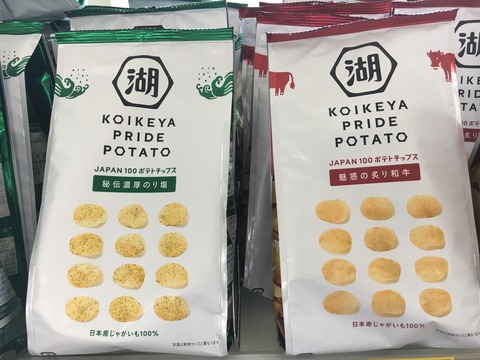 湖
KOIKEYA
PRIDE
POTATO
JAPAN 100 ポテトチップス
秘伝濃厚のり塩
日本産じゃがいも100%
湖
KOIKEYA
PRIDE
POTATO
JAPAN 100 ポテトチップス
魅惑の炙り和牛
日本産じゃがいも100%